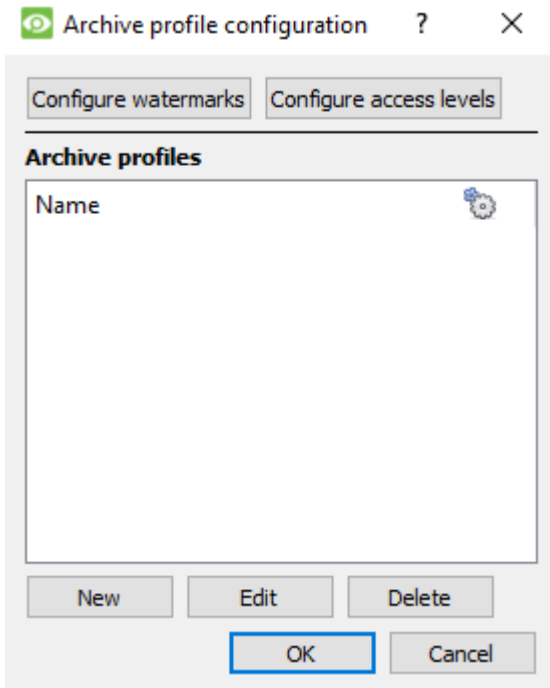 Archive profile configuration ?
Configure watermarks Configure access levels
Archive profiles
Name
New Edit Delete
OK Cancel